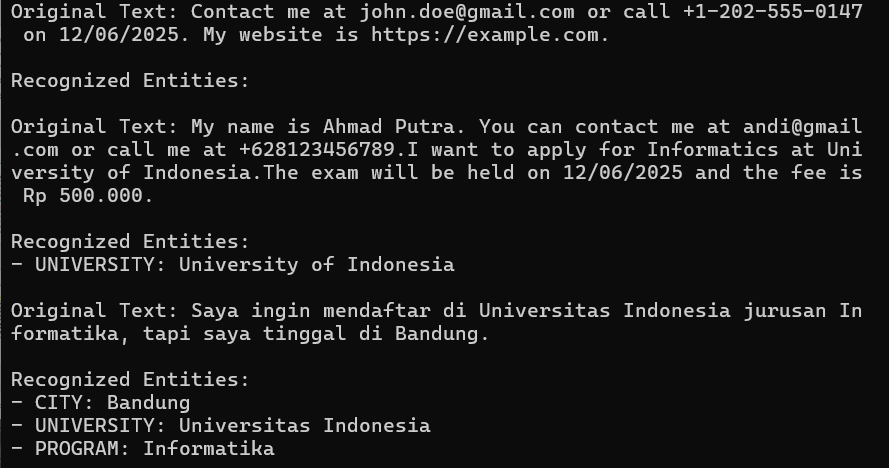 Original Text: Contact me at john.doe@gmail.com or call +1-202-555-0147
on 12/06/2025. My website is https://example.com.
Recognized Entities:
Original Text: My name is Ahmad Putra. You can contact me at andi@gmail
.com or call me at +628123456789.I want to apply for Informatics at Uni
versity of Indonesia.The exam will be held on 12/06/2025 and the fee is
Rp 500.000.
Recognized Entities:
- UNIVERSITY: University of Indonesia
Original Text: Saya ingin mendaftar di Universitas Indonesia jurusan In
formatika, tapi saya tinggal di Bandung.
Recognized Entities:
- CITY: Bandung
- UNIVERSITY: Universitas Indonesia
- PROGRAM: Informatika